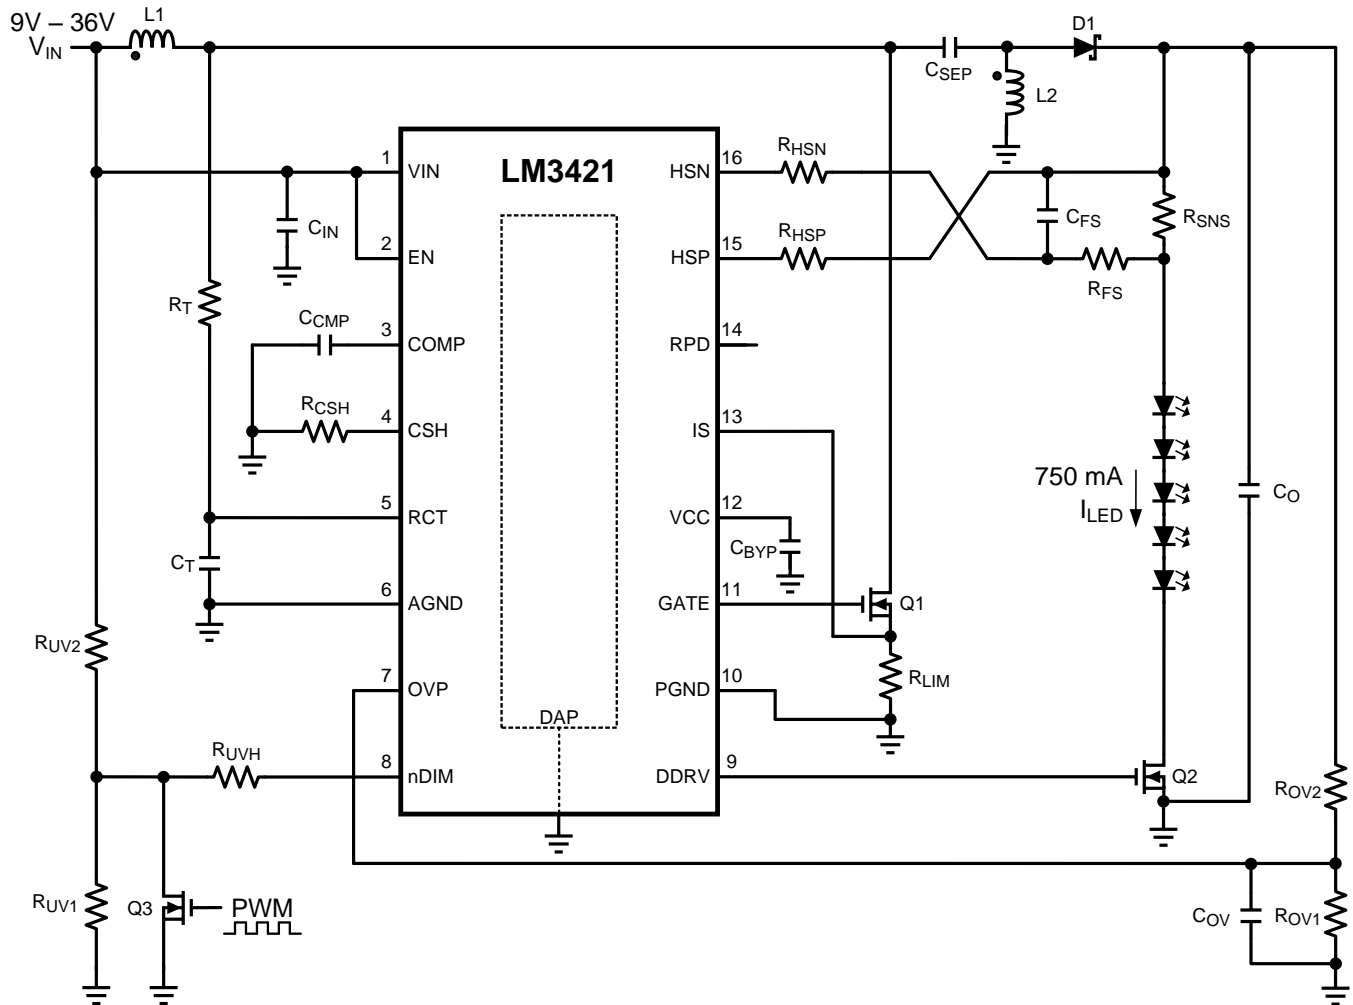 9V – 36V
VIN
L1
D1
CSEP
L2
LM3421
1
VIN
HSN
16
RHSN
CIN
2
EN
HSP
15
RHSP
CFS
RSNS
RFS
RT
CCMP
3
COMP
RPD
14
RCSH
4
CSH
IS
13
750 mA
ILED
CO
5
RCT
VCC
12
CBYP
CT
6
AGND
GATE
11
Q1
RUV2
7
OVP
PGND
10
RLIM
DAP
RUVH
8
nDIM
DDRV
9
Q2
ROV2
RUV1
Q3
PWM
COV
ROV1